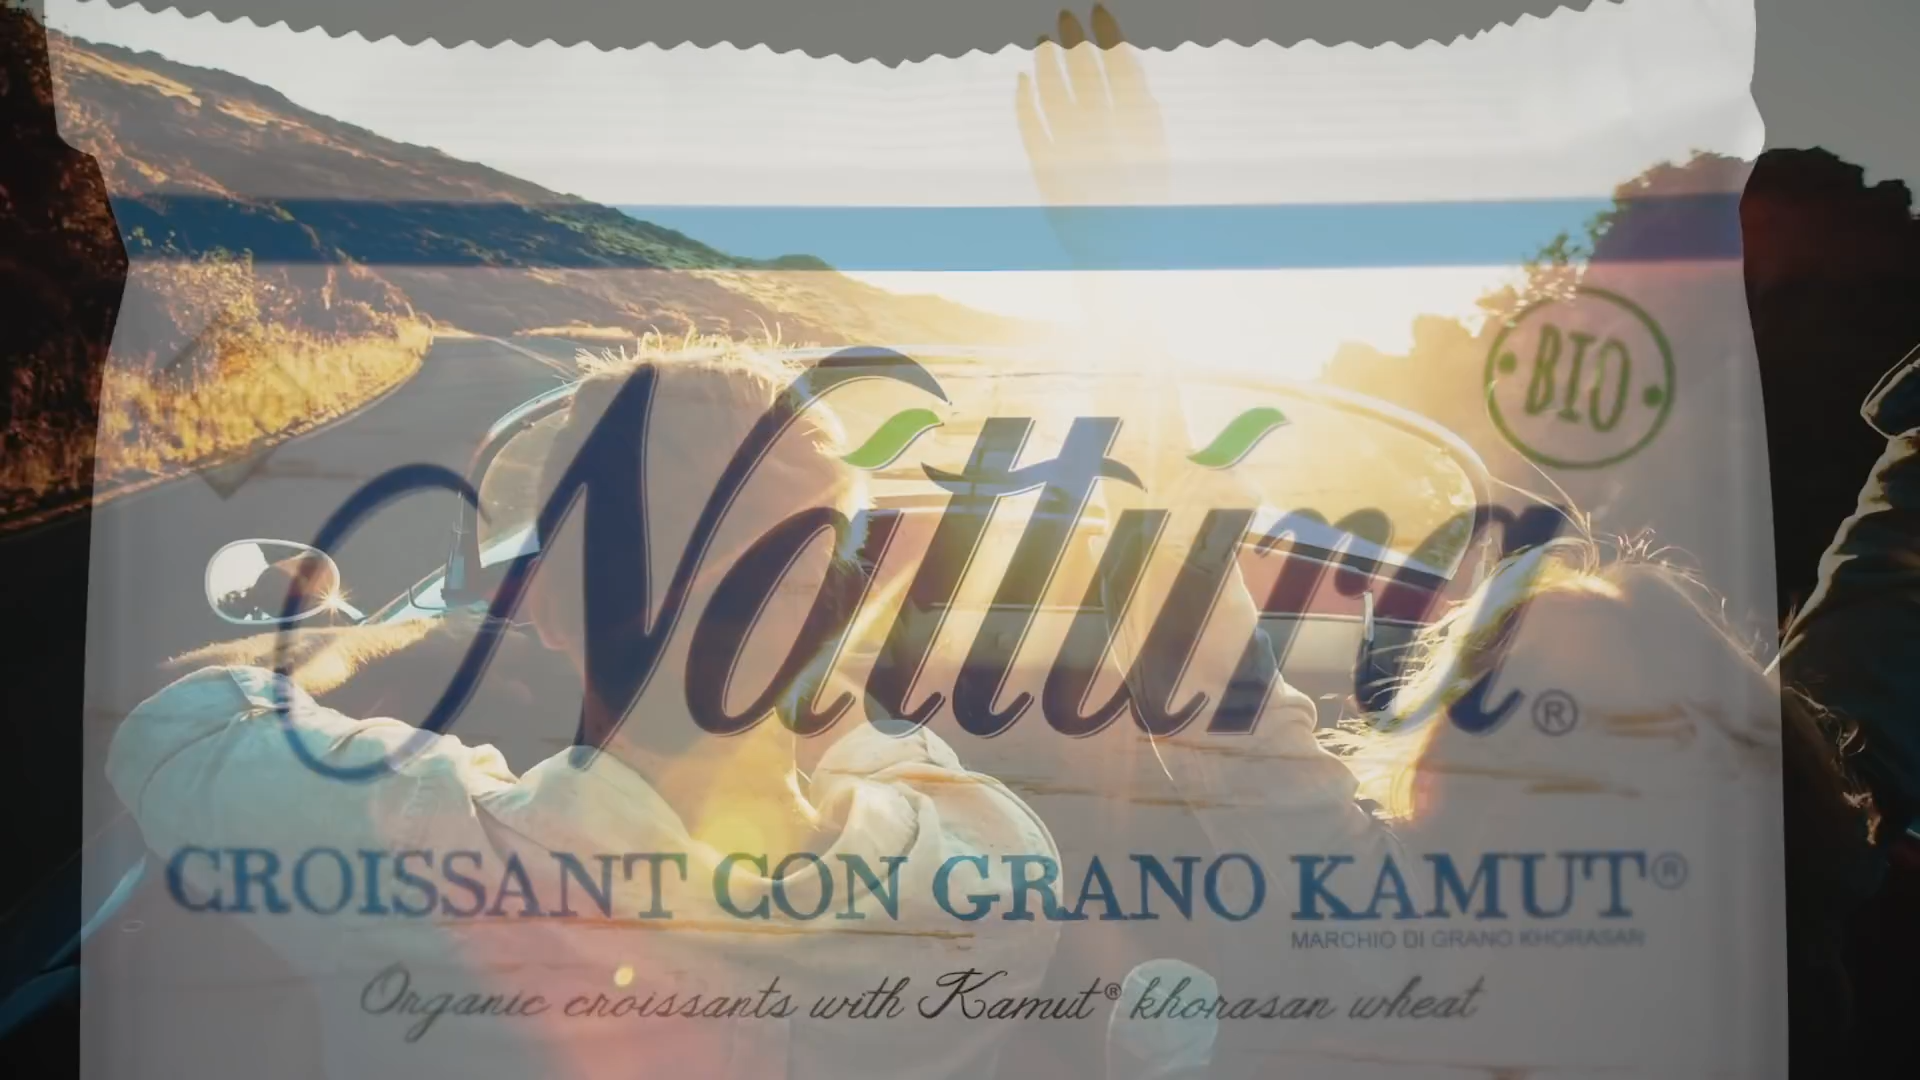 BIO
Nattura®
CROISSANT CON GRANO KAMUT®
MARCHIO DI GRANO KHORASAN
Organic croissants with Kamut® khorasan wheat